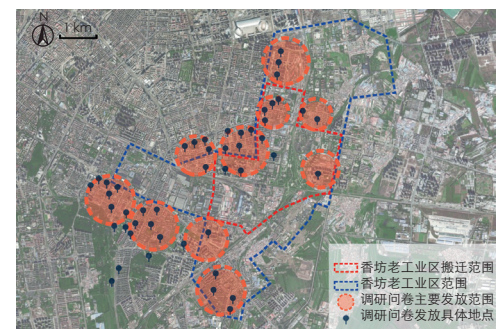 N
1 km
香坊老工业区搬迁范围
香坊老工业区范围
调研问卷主要发放范围
调研问卷发放具体地点